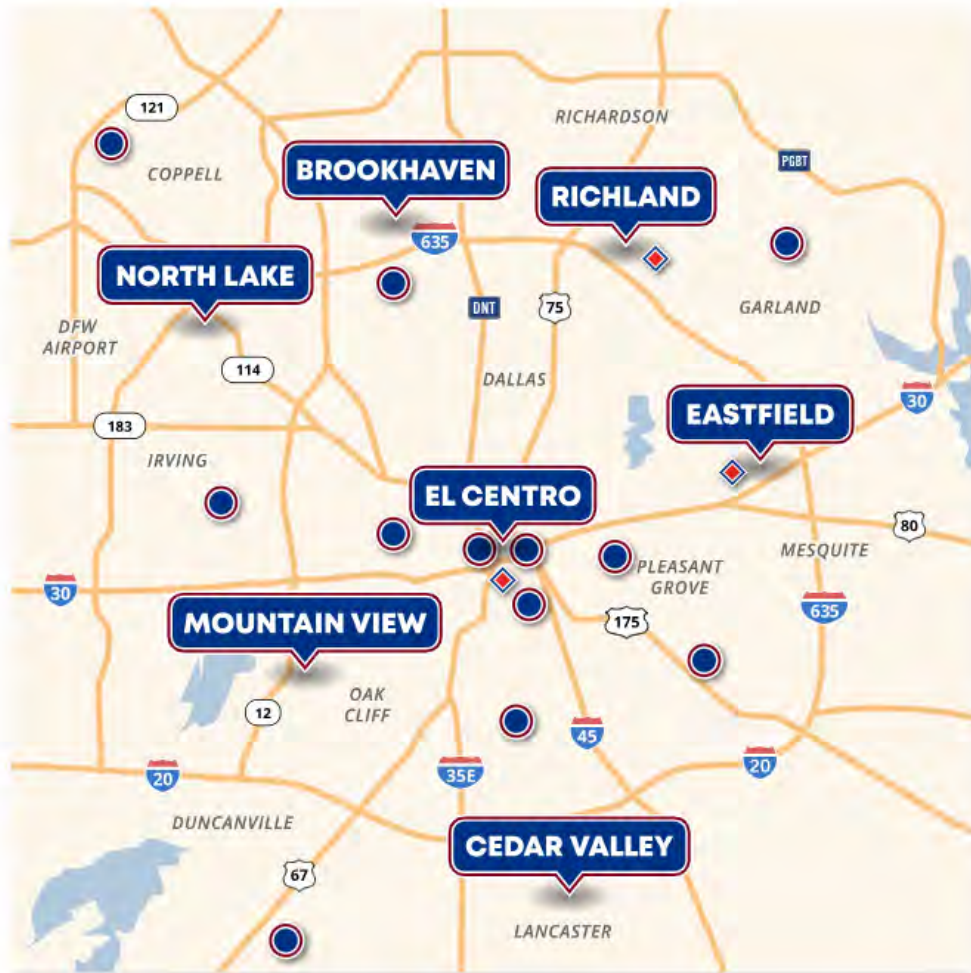 121
RICHARDSON
COPPELL
BROOKHAVEN
PGBT
RICHLAND
635
NORTH LAKE
DNT
75
GARLAND
DFW
AIRPORT
114
DALLAS
30
EASTFIELD
183
IRVING
EL CENTRO
80
MESQUITE
PLEASANT
GROVE
30
635
MOUNTAIN VIEW
175
OAK
CLIFF
12
45
20
35E
20
DUNCANVILLE
CEDAR VALLEY
67
LANCASTER